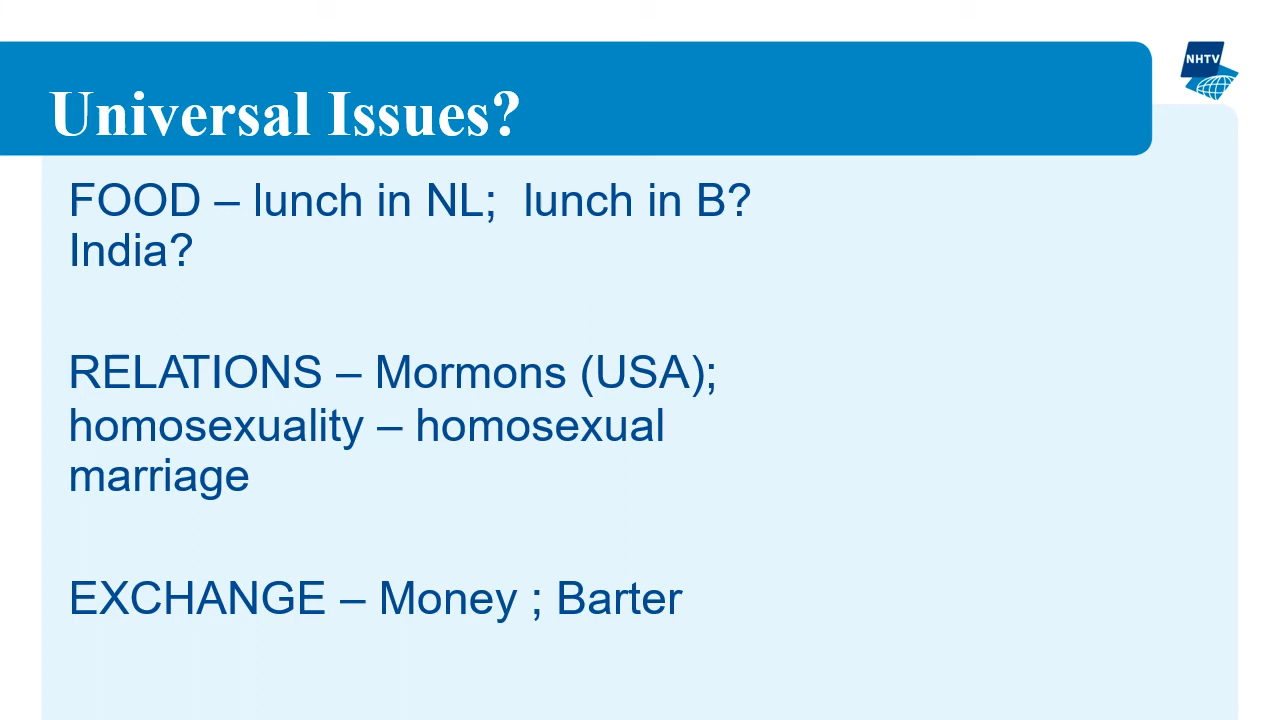 NHTV
Universal Issues?
FOOD – lunch in NL;  lunch in B?
India?
RELATIONS – Mormons (USA);
homosexuality – homosexual
marriage
EXCHANGE – Money ; Barter